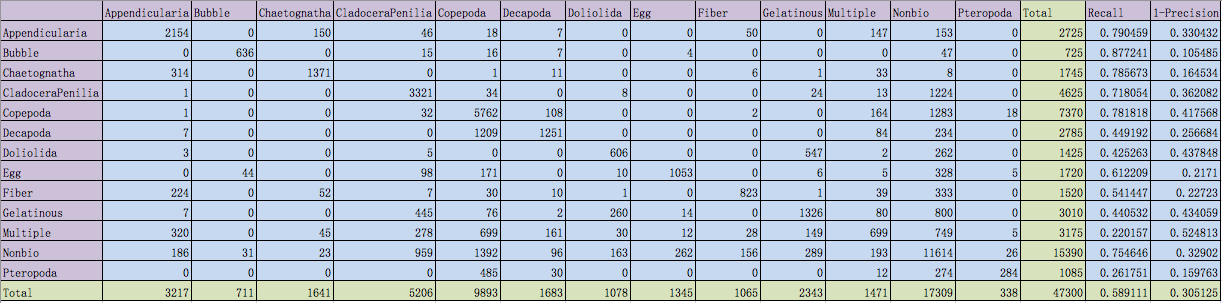 Appendicularia Bubble Chaetognatha CladoceraPenilia Copepoda Decapoda Doliolida Egg Fiber Gelatinous Multiple Nonbio Pteropoda Total Recall 1-Precision
Appendicularia 2154 0 150 46 18 7 0 0 50 0 147 153 0 2725 0.790459 0.330432
Bubble 0 636 0 15 16 7 0 4 0 0 0 47 0 725 0.877241 0.105485
Chaetognatha 314 0 1371 0 1 11 0 0 6 1 33 8 0 1745 0.785673 0.164534
CladoceraPenilia 1 0 0 3321 34 0 8 0 0 24 13 1224 0 4625 0.718054 0.362082
Copepoda 1 0 0 32 5762 108 0 0 2 0 164 1283 18 7370 0.781818 0.417568
Decapoda 7 0 0 0 1209 1251 0 0 0 0 84 234 0 2785 0.449192 0.256684
Doliolida 3 0 0 5 0 0 606 0 0 547 2 262 0 1425 0.425263 0.437848
Egg 0 44 0 98 171 0 10 1053 0 6 5 328 5 1720 0.612209 0.2171
Fiber 224 0 52 7 30 10 1 0 823 1 39 333 0 1520 0.541447 0.22723
Gelatinous 7 0 0 445 76 2 260 14 0 1326 80 800 0 3010 0.440532 0.434059
Multiple 320 0 45 278 699 161 30 12 28 149 699 749 5 3175 0.220157 0.524813
Nonbio 186 31 23 959 1392 96 163 262 156 289 193 11614 26 15390 0.754646 0.32902
Pteropoda 0 0 0 0 485 30 0 0 0 0 12 274 284 1085 0.261751 0.159763
Total 3217 711 1641 5206 9893 1683 1078 1345 1065 2343 1471 17309 338 47300 0.589111 0.305125